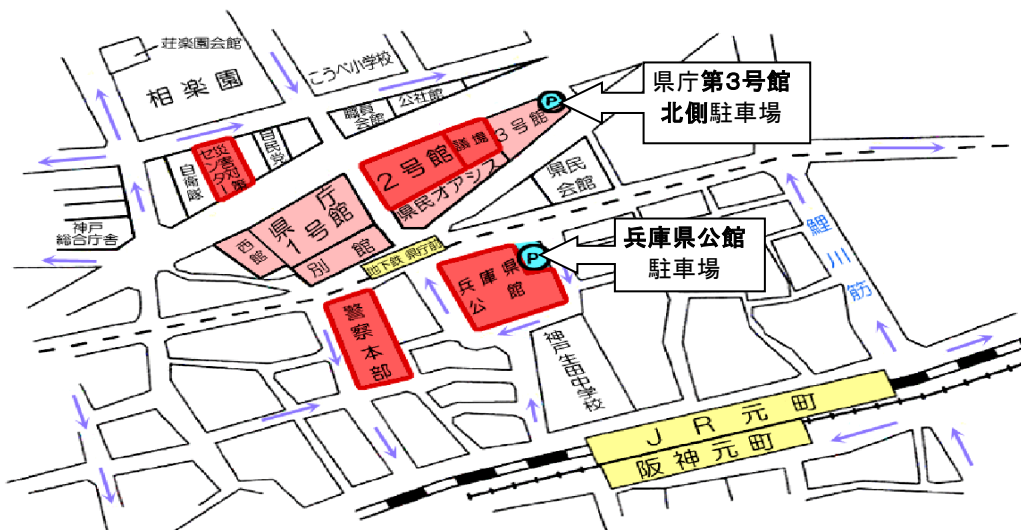 荘楽園会館
相楽園
こうべ小学校
職員
会館
公社館
県庁第3号館
北側駐車場
災害対策
センター
自民党
自衛隊
2号館
議場
3号館
県民オアシス
県民
会館
神戸
総合庁舎
県庁
1号館
西館
別館
地下鉄 県庁前
兵庫県公館
駐車場
兵庫県
公館
鯉川筋
警察本部
神戸生田中学校
JR元町
阪神元町
P
P